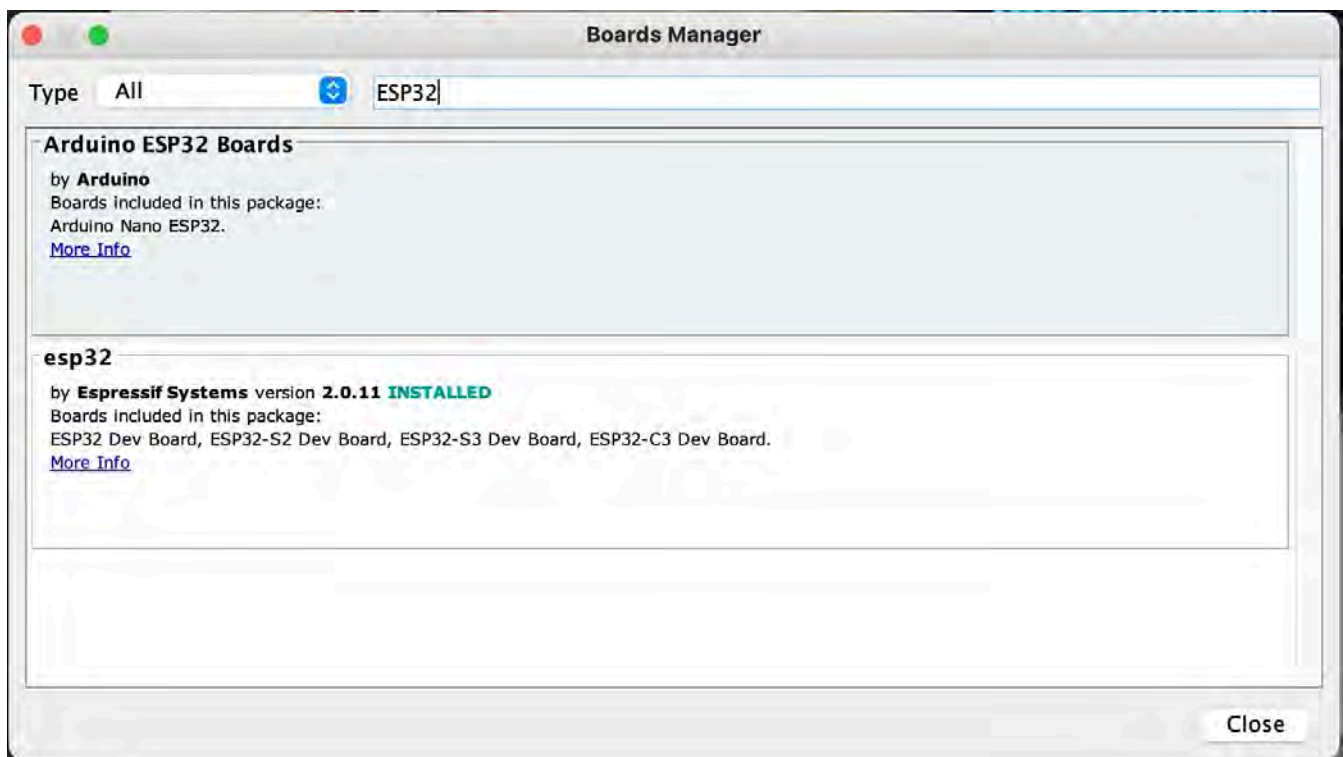 Boards Manager
Type All ESP32
Arduino ESP32 Boards
by Arduino
Boards included in this package:
Arduino Nano ESP32.
More Info
esp32
by Espressif Systems version 2.0.11 INSTALLED
Boards included in this package:
ESP32 Dev Board, ESP32-S2 Dev Board, ESP32-S3 Dev Board, ESP32-C3 Dev Board.
More Info
Close